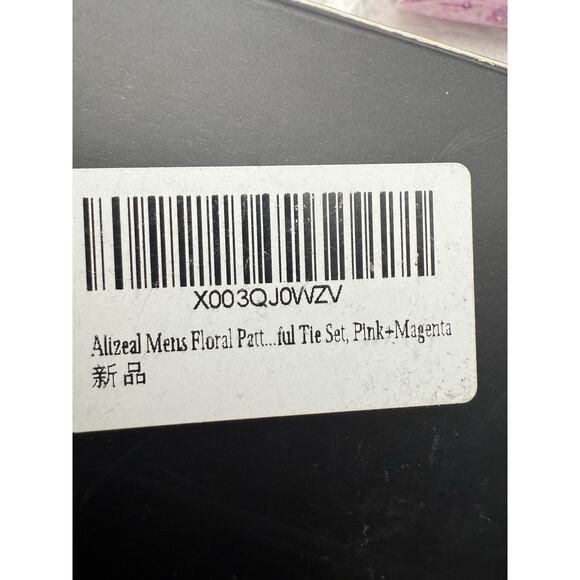 X003QJ0WZV
Alizeal Mens Floral Patt...ful Tie Set, Pink+Magenta
新品